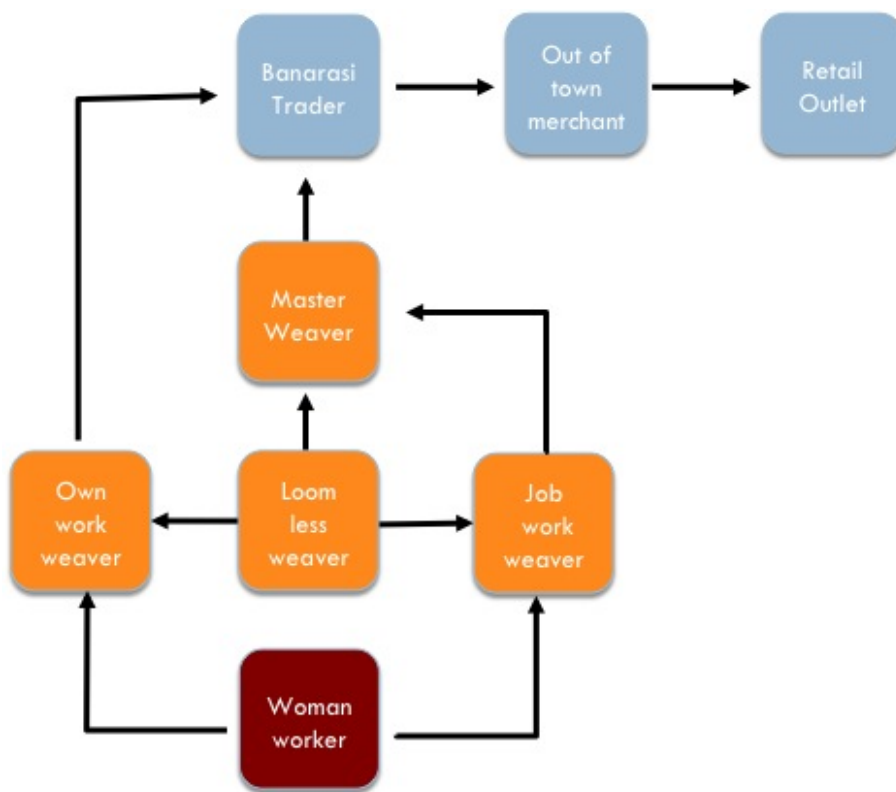 Banarasi
Trader
Out of
town
merchant
Retail
Outlet
Master
Weaver
Own
work
weaver
Loom
less
weaver
Job
work
weaver
Woman
worker